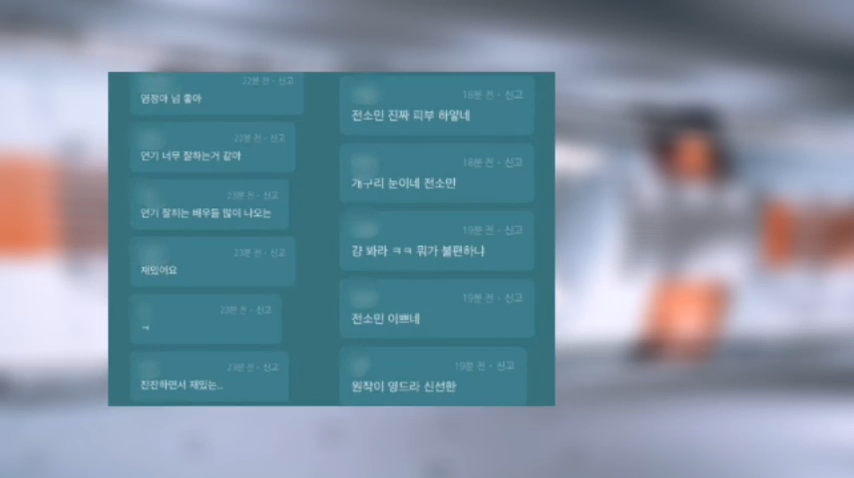 22분 전 · 신고
염정아 넘 좋아
22분 전 · 신고
연기 너무 잘하는거 같아
23분 전 · 신고
연기 잘하는 배우들 많이 나오는
23분 전 · 신고
재밌어요
23분 전 · 신고
ㅜ
23분 전 · 신고
잔잔하면서 재밌는..
18분 전 · 신고
전소민 진짜 피부 하얗네
18분 전 · 신고
개구리 눈이네 전소민
19분 전 · 신고
걍 봐라 ㅋㅋ 뭐가 불편하냐
19분 전 · 신고
전소민 이쁘네
19분 전 · 신고
원작이 영드라 신선한